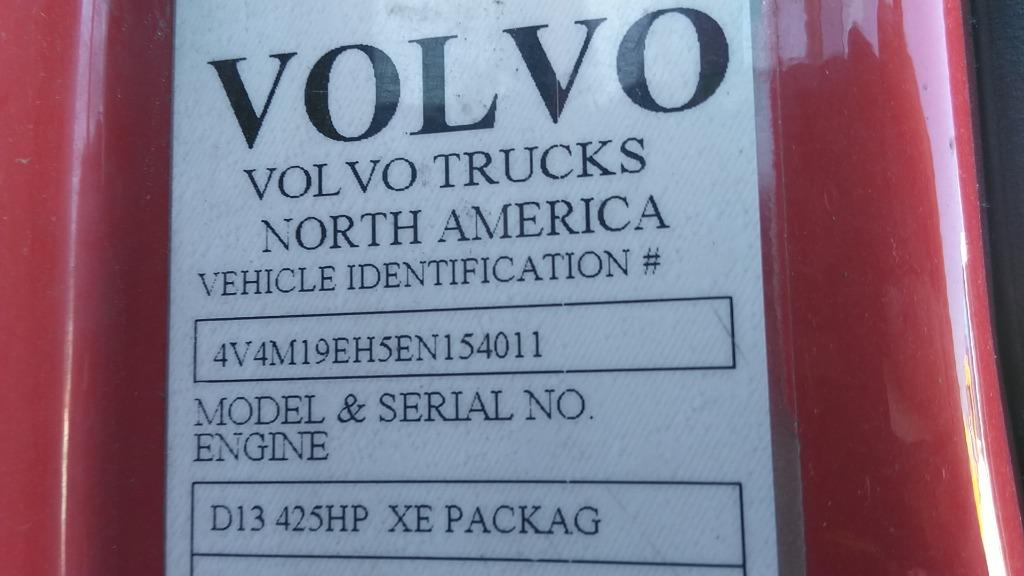 VOLVO
VOLVO TRUCKS
NORTH AMERICA
VEHICLE IDENTIFICATION #
4V4M19EH5EN154011
MODEL & SERIAL NO.
ENGINE
D13 425HP XE PACKAG